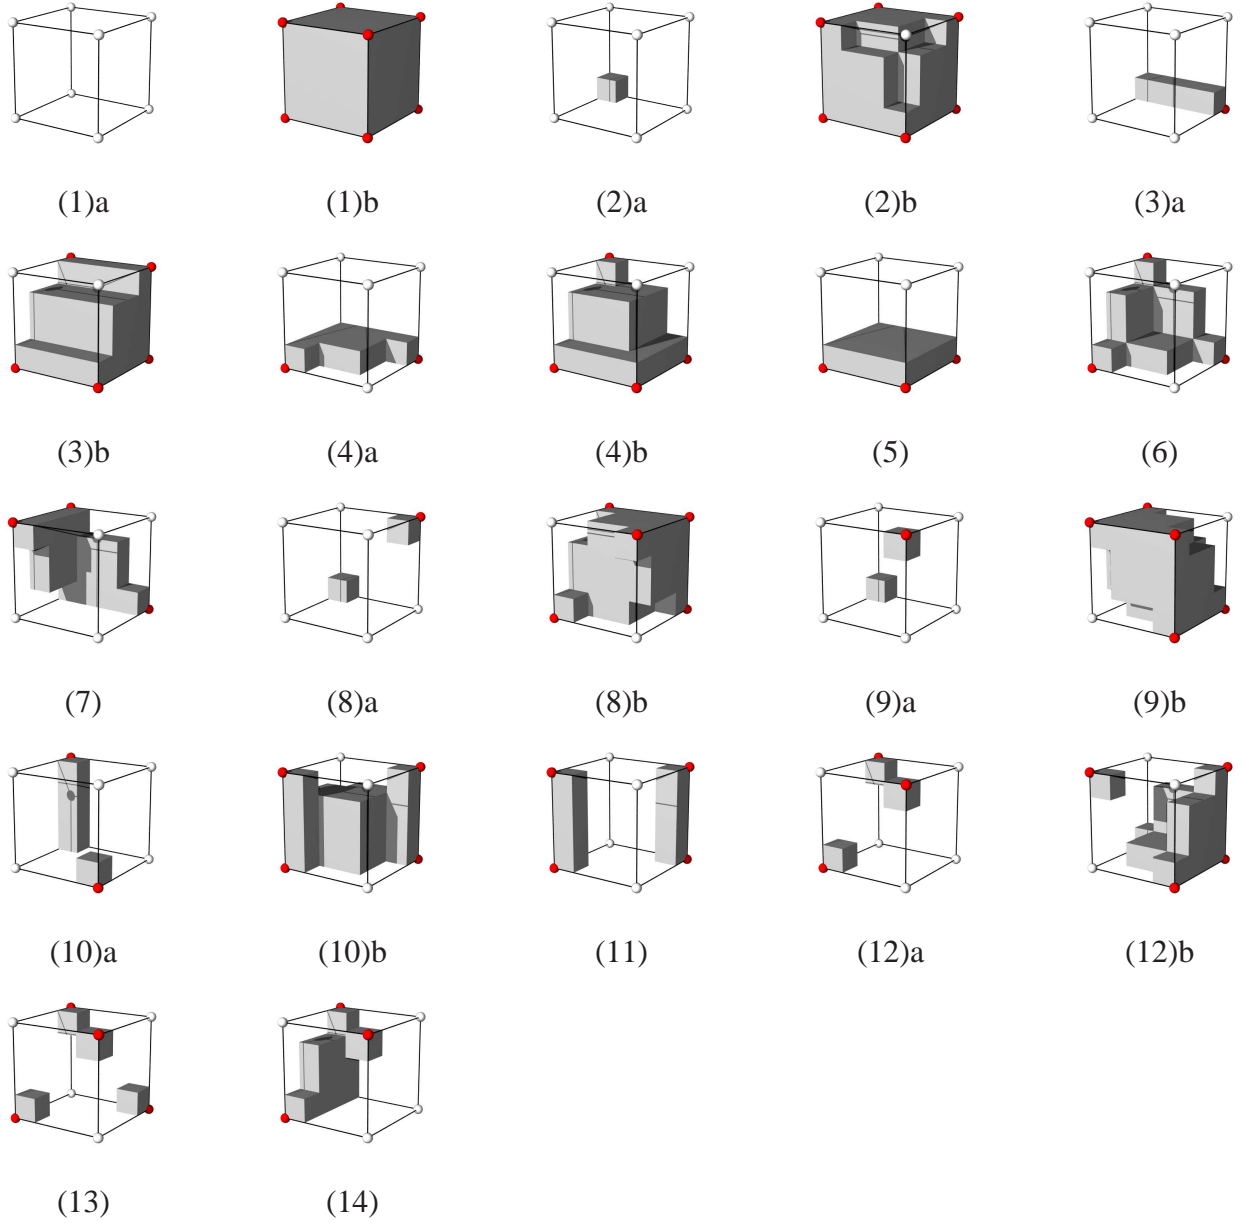 (1)a (1)b (2)a (2)b (3)a
(3)b (4)a (4)b (5) (6)
(7) (8)a (8)b (9)a (9)b
(10)a (10)b (11) (12)a (12)b
(13) (14)